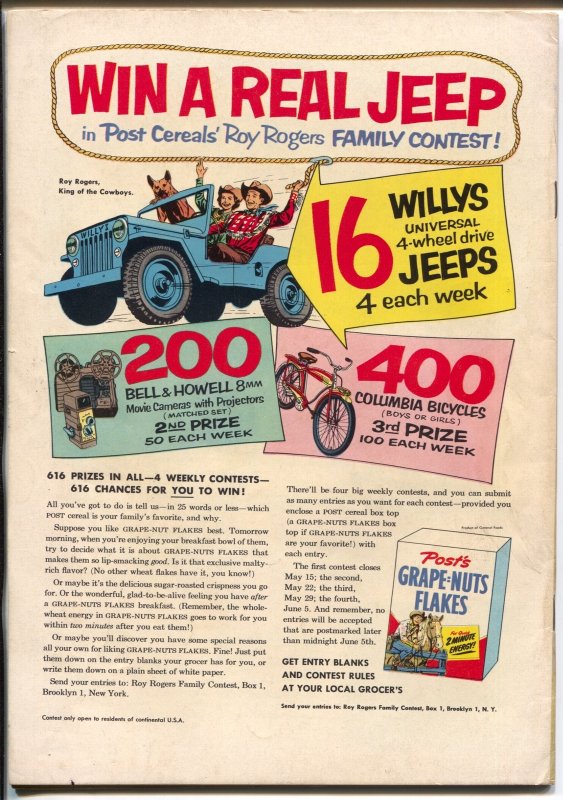 WIN A REAL JEEP
in Post Cereals' Roy Rogers FAMILY CONTEST!
Roy Rogers,
King of the Cowboys.
WILLYS
16
WILLYS
UNIVERSAL
4-wheel drive
JEEPS
4 each week
200
BELL & HOWELL 8MM
Movie Cameras with Projectors
(MATCHED SET)
2ND PRIZE
50 EACH WEEK
400
COLUMBIA BICYCLES
(BOYS OR GIRLS)
3rd PRIZE
100 EACH WEEK
616 PRIZES IN ALL—4 WEEKLY CONTESTS—
616 CHANCES FOR YOU TO WIN!
All you've got to do is tell us—in 25 words or less—which
POST cereal is your family's favorite, and why.
Suppose you like GRAPE-NUT FLAKES best. Tomorrow
morning, when you're enjoying your breakfast bowl of them,
try to decide what it is about GRAPE-NUTS FLAKES that
makes them so lip-smacking good. Is it that exclusive malty-
rich flavor? (No other wheat flakes have it, you know!)
Or maybe it's the delicious sugar-roasted crispness you go
for. Or the wonderful, glad-to-be-alive feeling you have after
a GRAPE-NUTS FLAKES breakfast. (Remember, the whole-
wheat energy in GRAPE-NUTS FLAKES goes to work for you
within two minutes after you eat them!)
Or maybe you'll discover you have some special reasons
all your own for liking GRAPE-NUTS FLAKES. Fine! Just put
them down on the entry blanks your grocer has for you, or
write them down on a plain sheet of white paper.
Send your entries to: Roy Rogers Family Contest, Box 1,
Brooklyn 1, New York.
Contest only open to residents of continental U.S.A.
There'll be four big weekly contests, and you can submit
as many entries as you want for each contest—provided you
enclose a POST cereal box top
(a GRAPE-NUTS FLAKES box
top if GRAPE-NUTS FLAKES
are your favorite!) with
each entry.
The first contest closes
May 15; the second,
May 22; the third,
May 29; the fourth,
June 5. And remember, no
entries will be accepted
that are postmarked later
than midnight June 5th.
GET ENTRY BLANKS
AND CONTEST RULES
AT YOUR LOCAL GROCER'S
Send your entries to: Roy Rogers Family Contest, Box 1, Brooklyn 1, N. Y.
Product of General Foods
Post's
GRAPE-NUTS
FLAKES
For Quick
2 MINUTE
ENERGY!